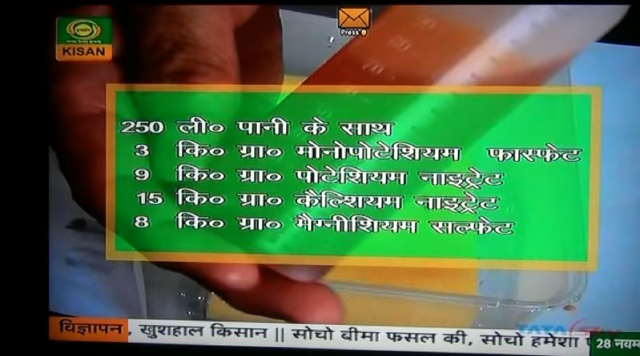 KISAN
Press
250 ली० पानी के साथ
3 कि० ग्रा० मोनोपोटेशियम फास्फेट
9 कि० ग्रा० पोटेशियम नाइट्रेट
15 कि० ग्रा० कैल्शियम नाइट्रेट
8 कि० ग्रा० मैग्नीशियम सल्फेट
विज्ञापन , खुशहाल किसान || सोचो बीमा फसल की, सोचो हमेशा
28 नवम